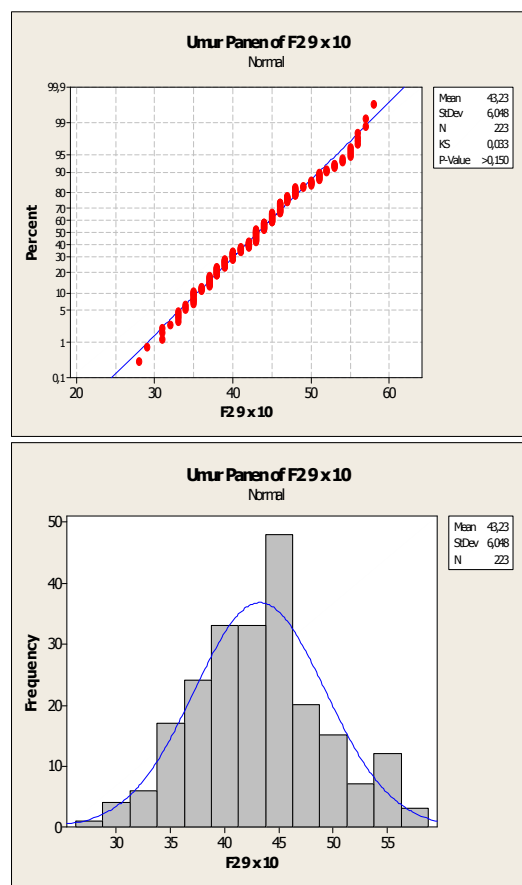 Umur Panen of F2 9 x 10
Normal
99,9
99
95
90
80
70
60
50
40
30
20
10
5
1
0,1
Percent
20 30 40 50 60
F2 9 x 10
Mean 43,23
StDev 6,048
N 223
KS 0,033
P-Value >0,150
Umur Panen of F2 9 x 10
Normal
50
40
30
20
10
0
Frequency
30 35 40 45 50 55
F2 9 x 10
Mean 43,23
StDev 6,048
N 223